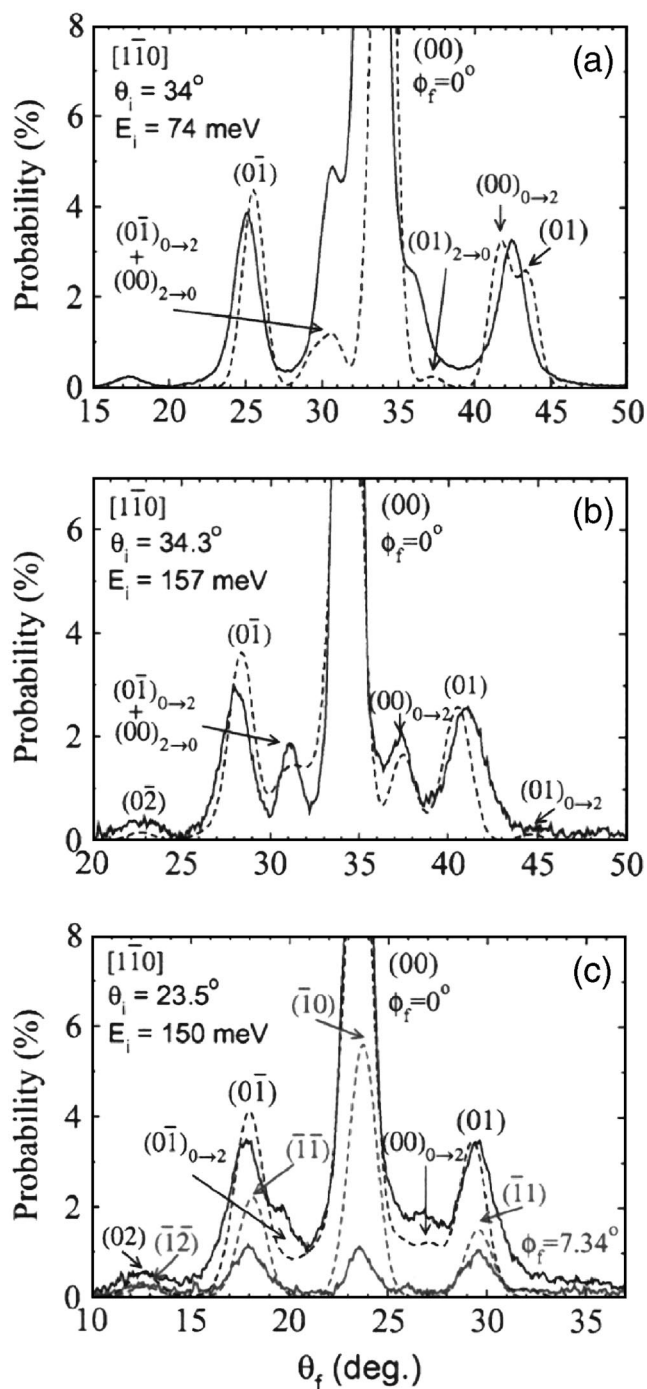 (a)
[11̄0]
θᵢ = 34°
Eᵢ = 74 meV
(00)
ϕf=0°
(01̄)
(01̄)₀→₂
+
(00)₂→₀
(01)₂→₀
(00)₀→₂
(01)
Probability (%)
8
6
4
2
0
15 20 25 30 35 40 45 50
(b)
[11̄0]
θᵢ = 34.3°
Eᵢ = 157 meV
(00)
ϕf=0°
(01̄)
(01̄)₀→₂
+
(00)₂→₀
(02̄)
(00)₀→₂
(01)
(01)₀→₂
Probability (%)
6
4
2
0
20 25 30 35 40 45 50
(c)
[11̄0]
θᵢ = 23.5°
Eᵢ = 150 meV
(00)
ϕf=0°
(1̄0)
(01̄)
(01̄)₀→₂
(1̄1̄)
(00)₀→₂
(01)
(1̄1)
(02)
(1̄2̄)
ϕf=7.34°
Probability (%)
8
6
4
2
0
10 15 20 25 30 35
θf (deg.)